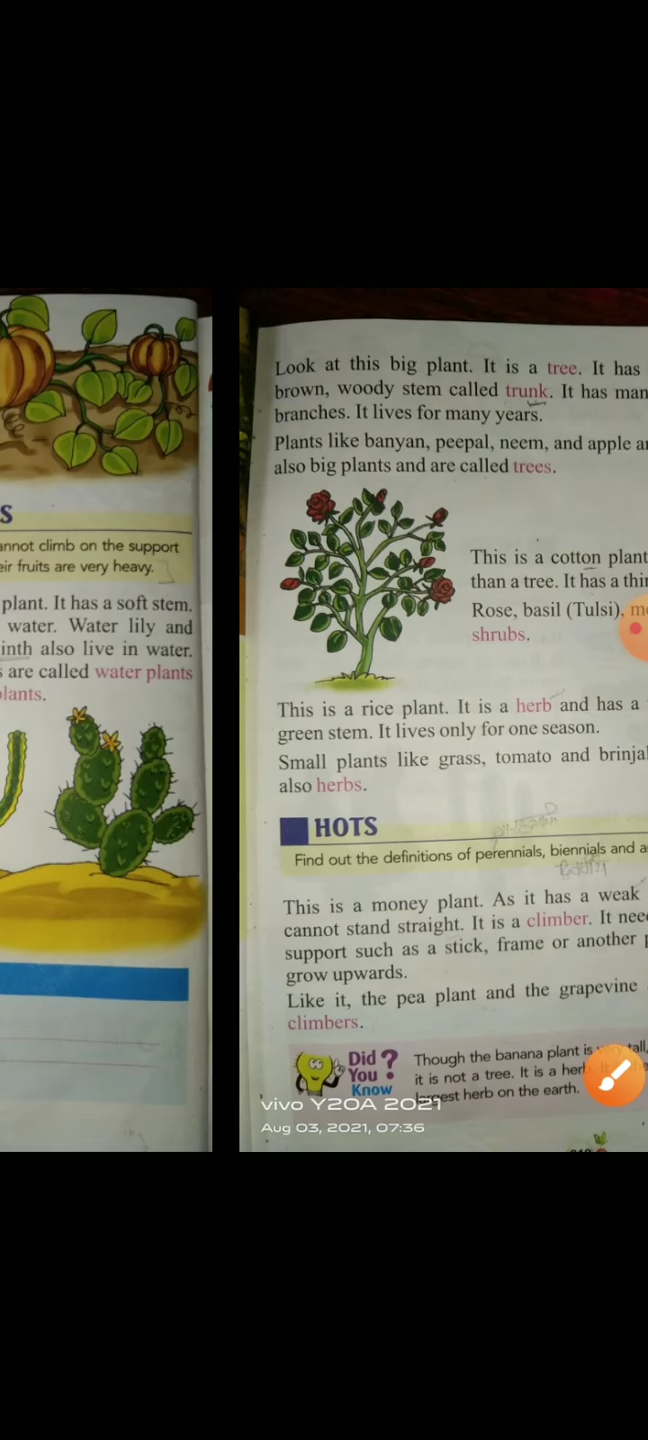 S
annot climb on the support
eir fruits are very heavy.
plant. It has a soft stem.
water. Water lily and
inth also live in water.
s are called water plants
plants.
Look at this big plant. It is a tree. It has
brown, woody stem called trunk. It has man
branches. It lives for many years.
Plants like banyan, peepal, neem, and apple ar
also big plants and are called trees.
This is a cotton plant
than a tree. It has a thi
Rose, basil (Tulsi), m
shrubs.
This is a rice plant. It is a herb and has a
green stem. It lives only for one season.
Small plants like grass, tomato and brinjal
also herbs.
HOTS
Find out the definitions of perennials, biennials and a
This is a money plant. As it has a weak
cannot stand straight. It is a climber. It nee
support such as a stick, frame or another p
grow upwards.
Like it, the pea plant and the grapevine
climbers.
Did You Know?
Though the banana plant is tall,
it is not a tree. It is a herb.
largest herb on the earth.
vivo Y20A 2021
Aug 03, 2021, 07:36